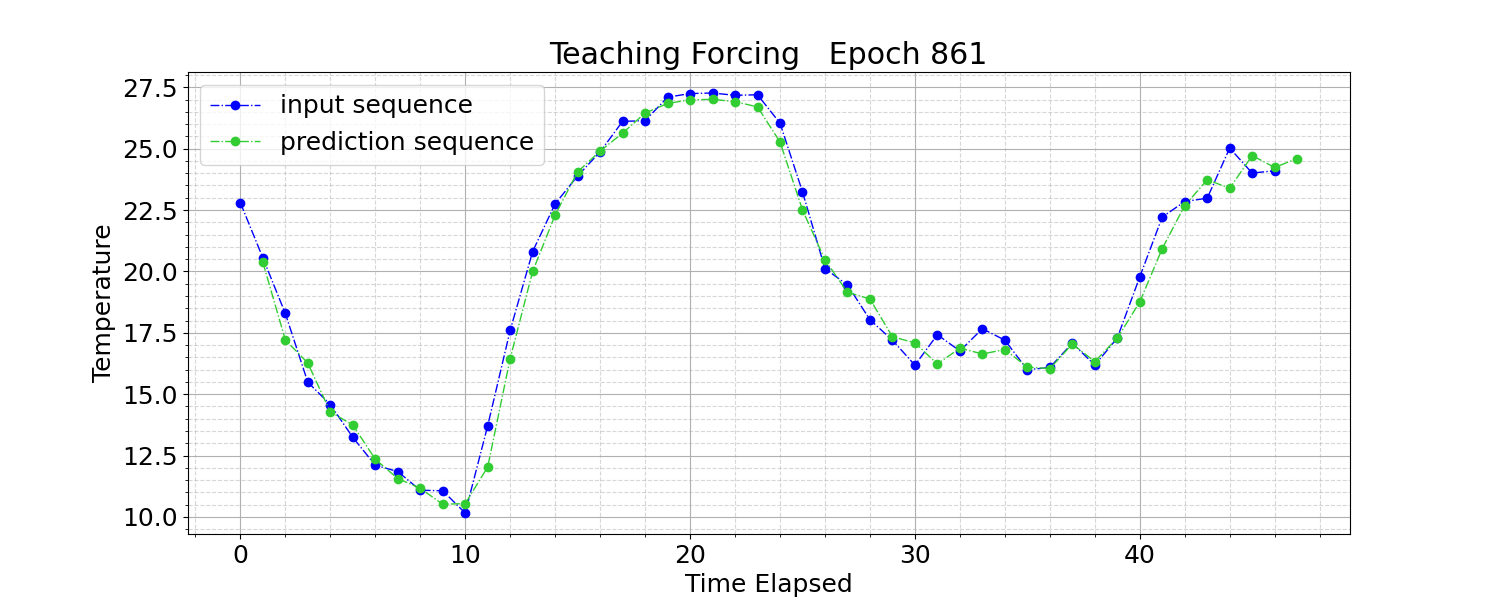 Teaching Forcing   Epoch 861
input sequence
prediction sequence
Temperature
27.5
25.0
22.5
20.0
17.5
15.0
12.5
10.0
0 10 20 30 40
Time Elapsed